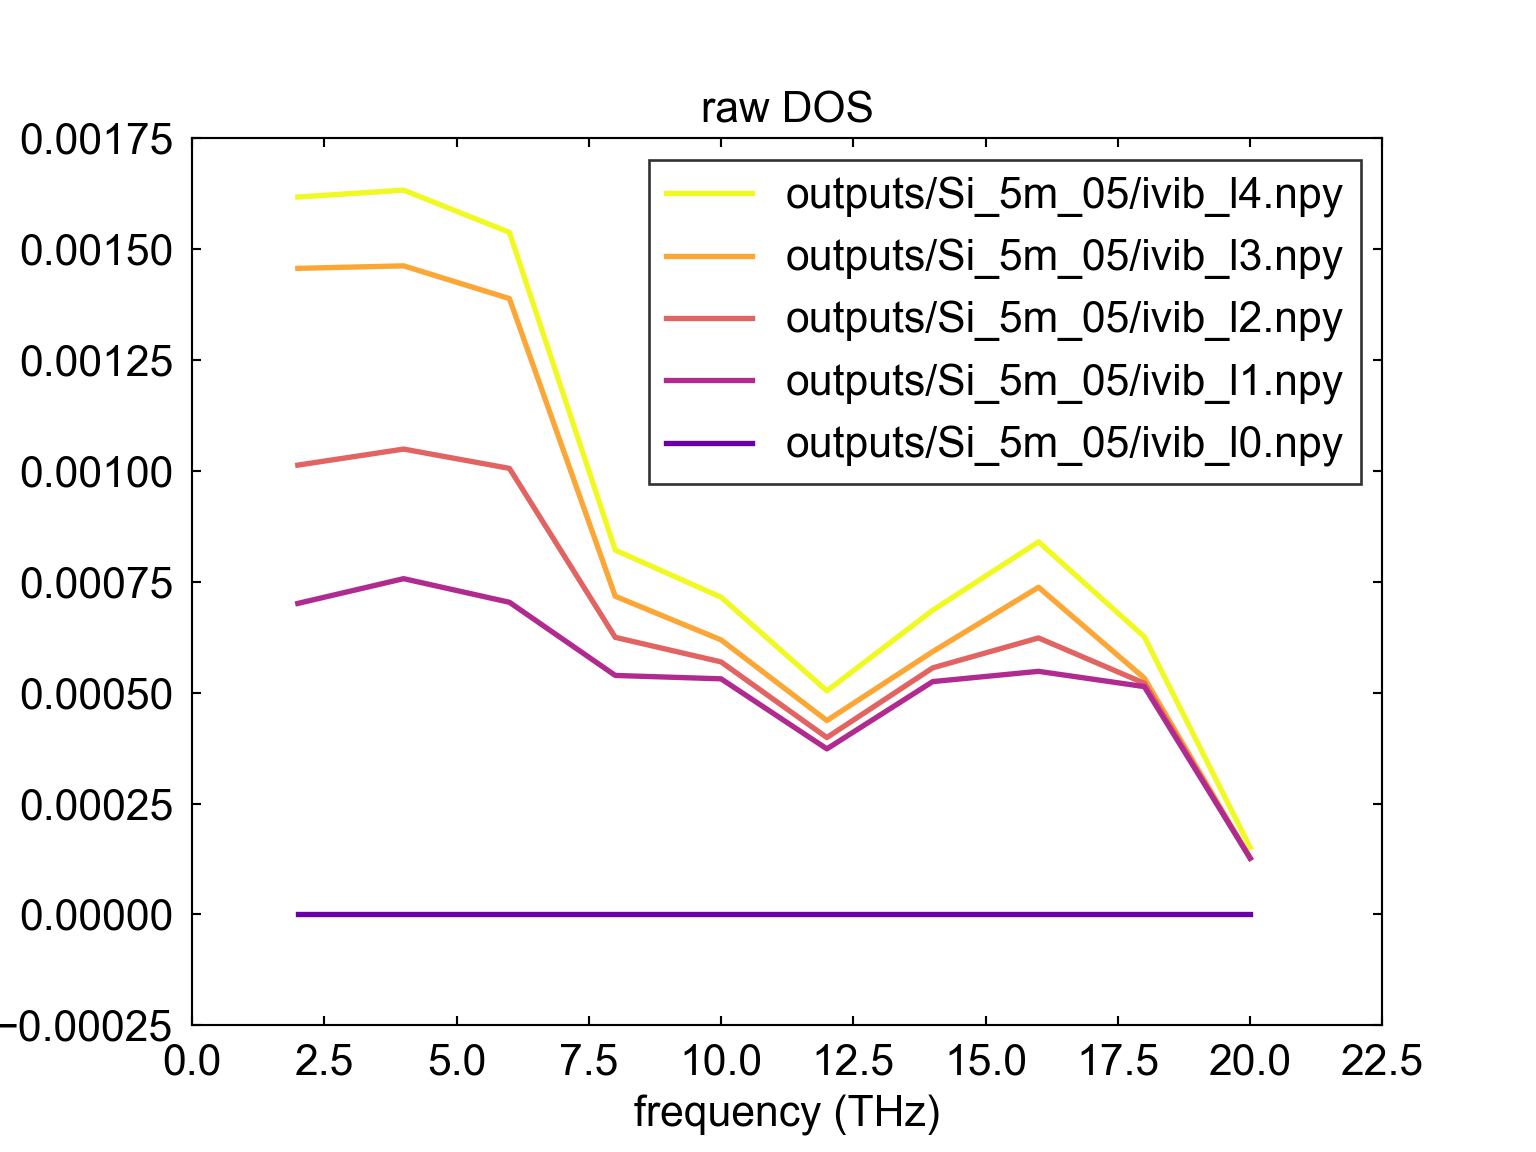 raw DOS
0.00175
0.00150
0.00125
0.00100
0.00075
0.00050
0.00025
0.00000
−0.00025
outputs/Si_5m_05/ivib_l4.npy
outputs/Si_5m_05/ivib_l3.npy
outputs/Si_5m_05/ivib_l2.npy
outputs/Si_5m_05/ivib_l1.npy
outputs/Si_5m_05/ivib_l0.npy
0.0 2.5 5.0 7.5 10.0 12.5 15.0 17.5 20.0 22.5
frequency (THz)